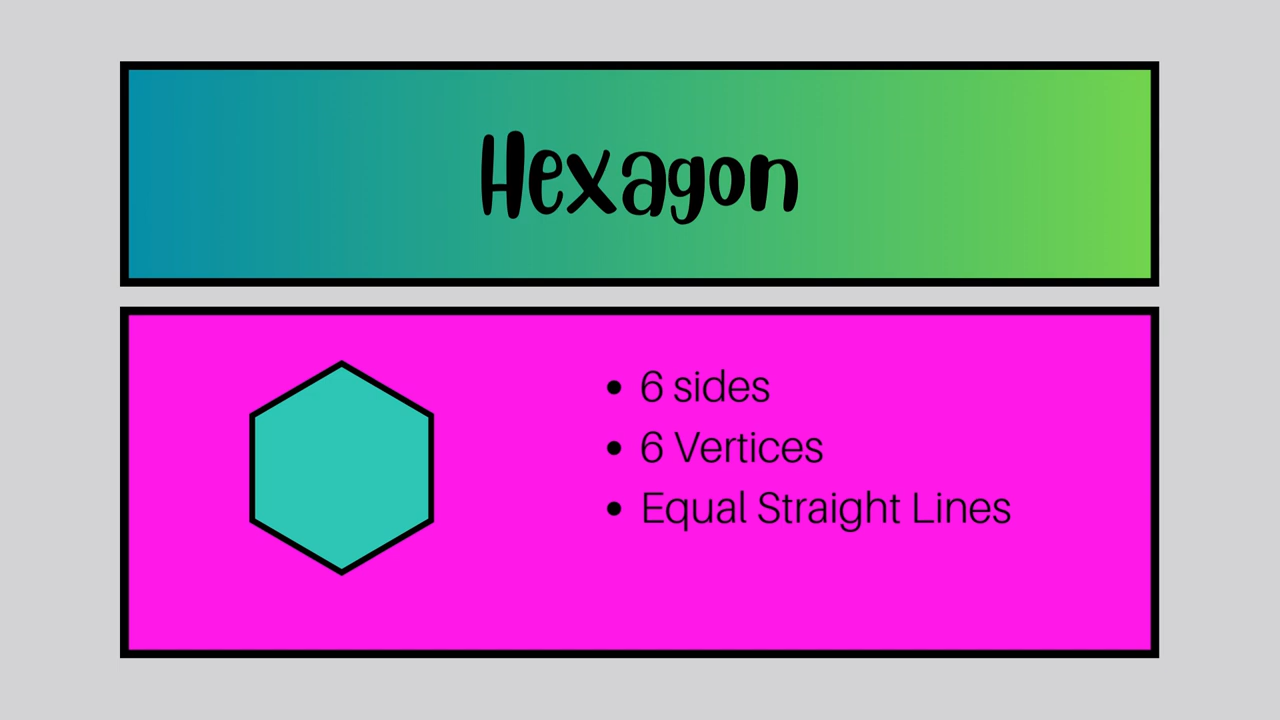 Hexagon
• 6 sides
• 6 Vertices
• Equal Straight Lines